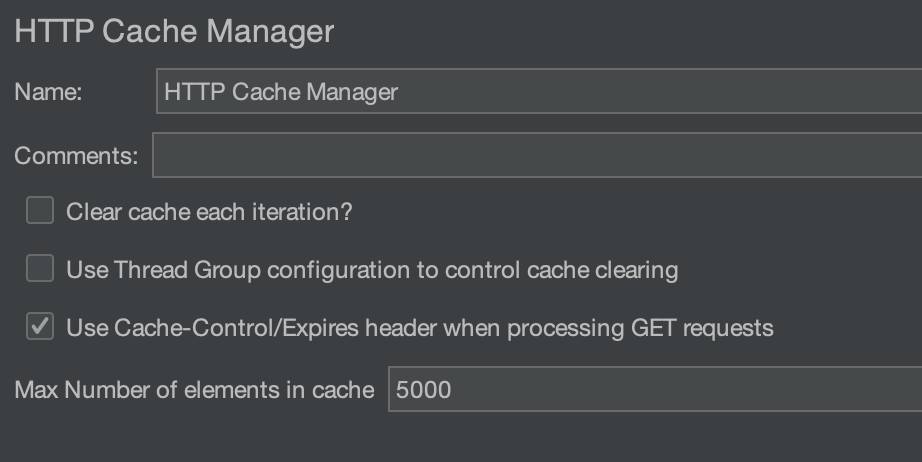 HTTP Cache Manager
Name: HTTP Cache Manager
Comments:
Clear cache each iteration?
Use Thread Group configuration to control cache clearing
Use Cache-Control/Expires header when processing GET requests
Max Number of elements in cache 5000